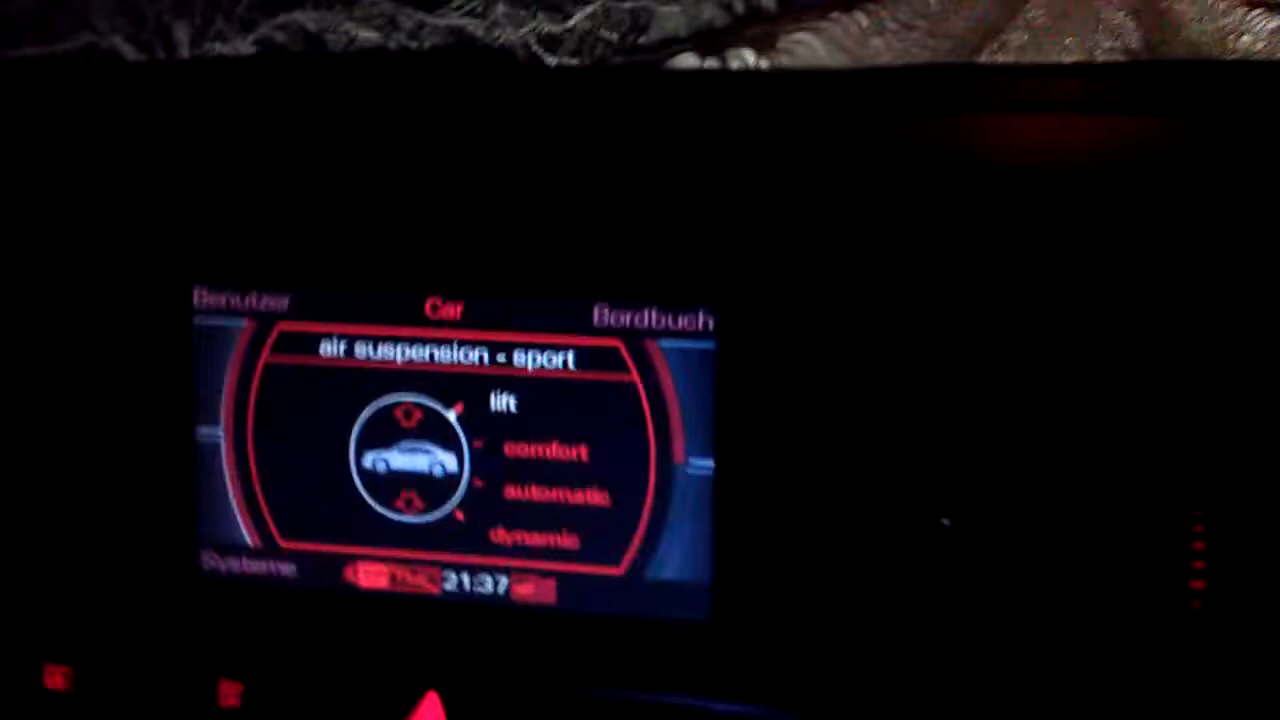 Benutzer Car Bordbuch
air suspension « sport
lift
comfort
automatic
dynamic
Systeme 21:37